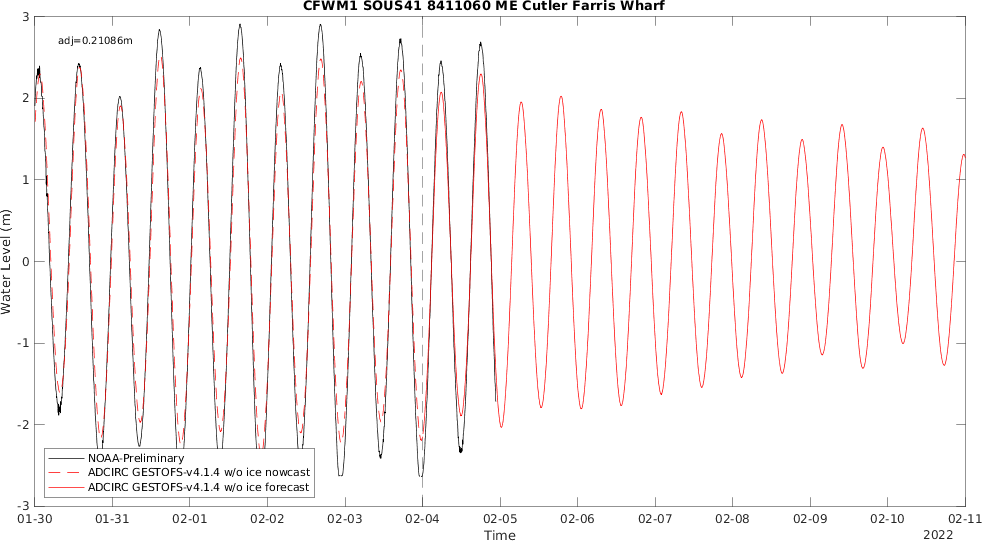 CFWM1 SOUS41 8411060 ME Cutler Farris Wharf
adj=0.21086m
3
2
1
0
-1
-2
-3
Water Level (m)
NOAA-Preliminary
ADCIRC GESTOFS-v4.1.4 w/o ice nowcast
ADCIRC GESTOFS-v4.1.4 w/o ice forecast
01-30 01-31 02-01 02-02 02-03 02-04 02-05 02-06 02-07 02-08 02-09 02-10 02-11
Time
2022